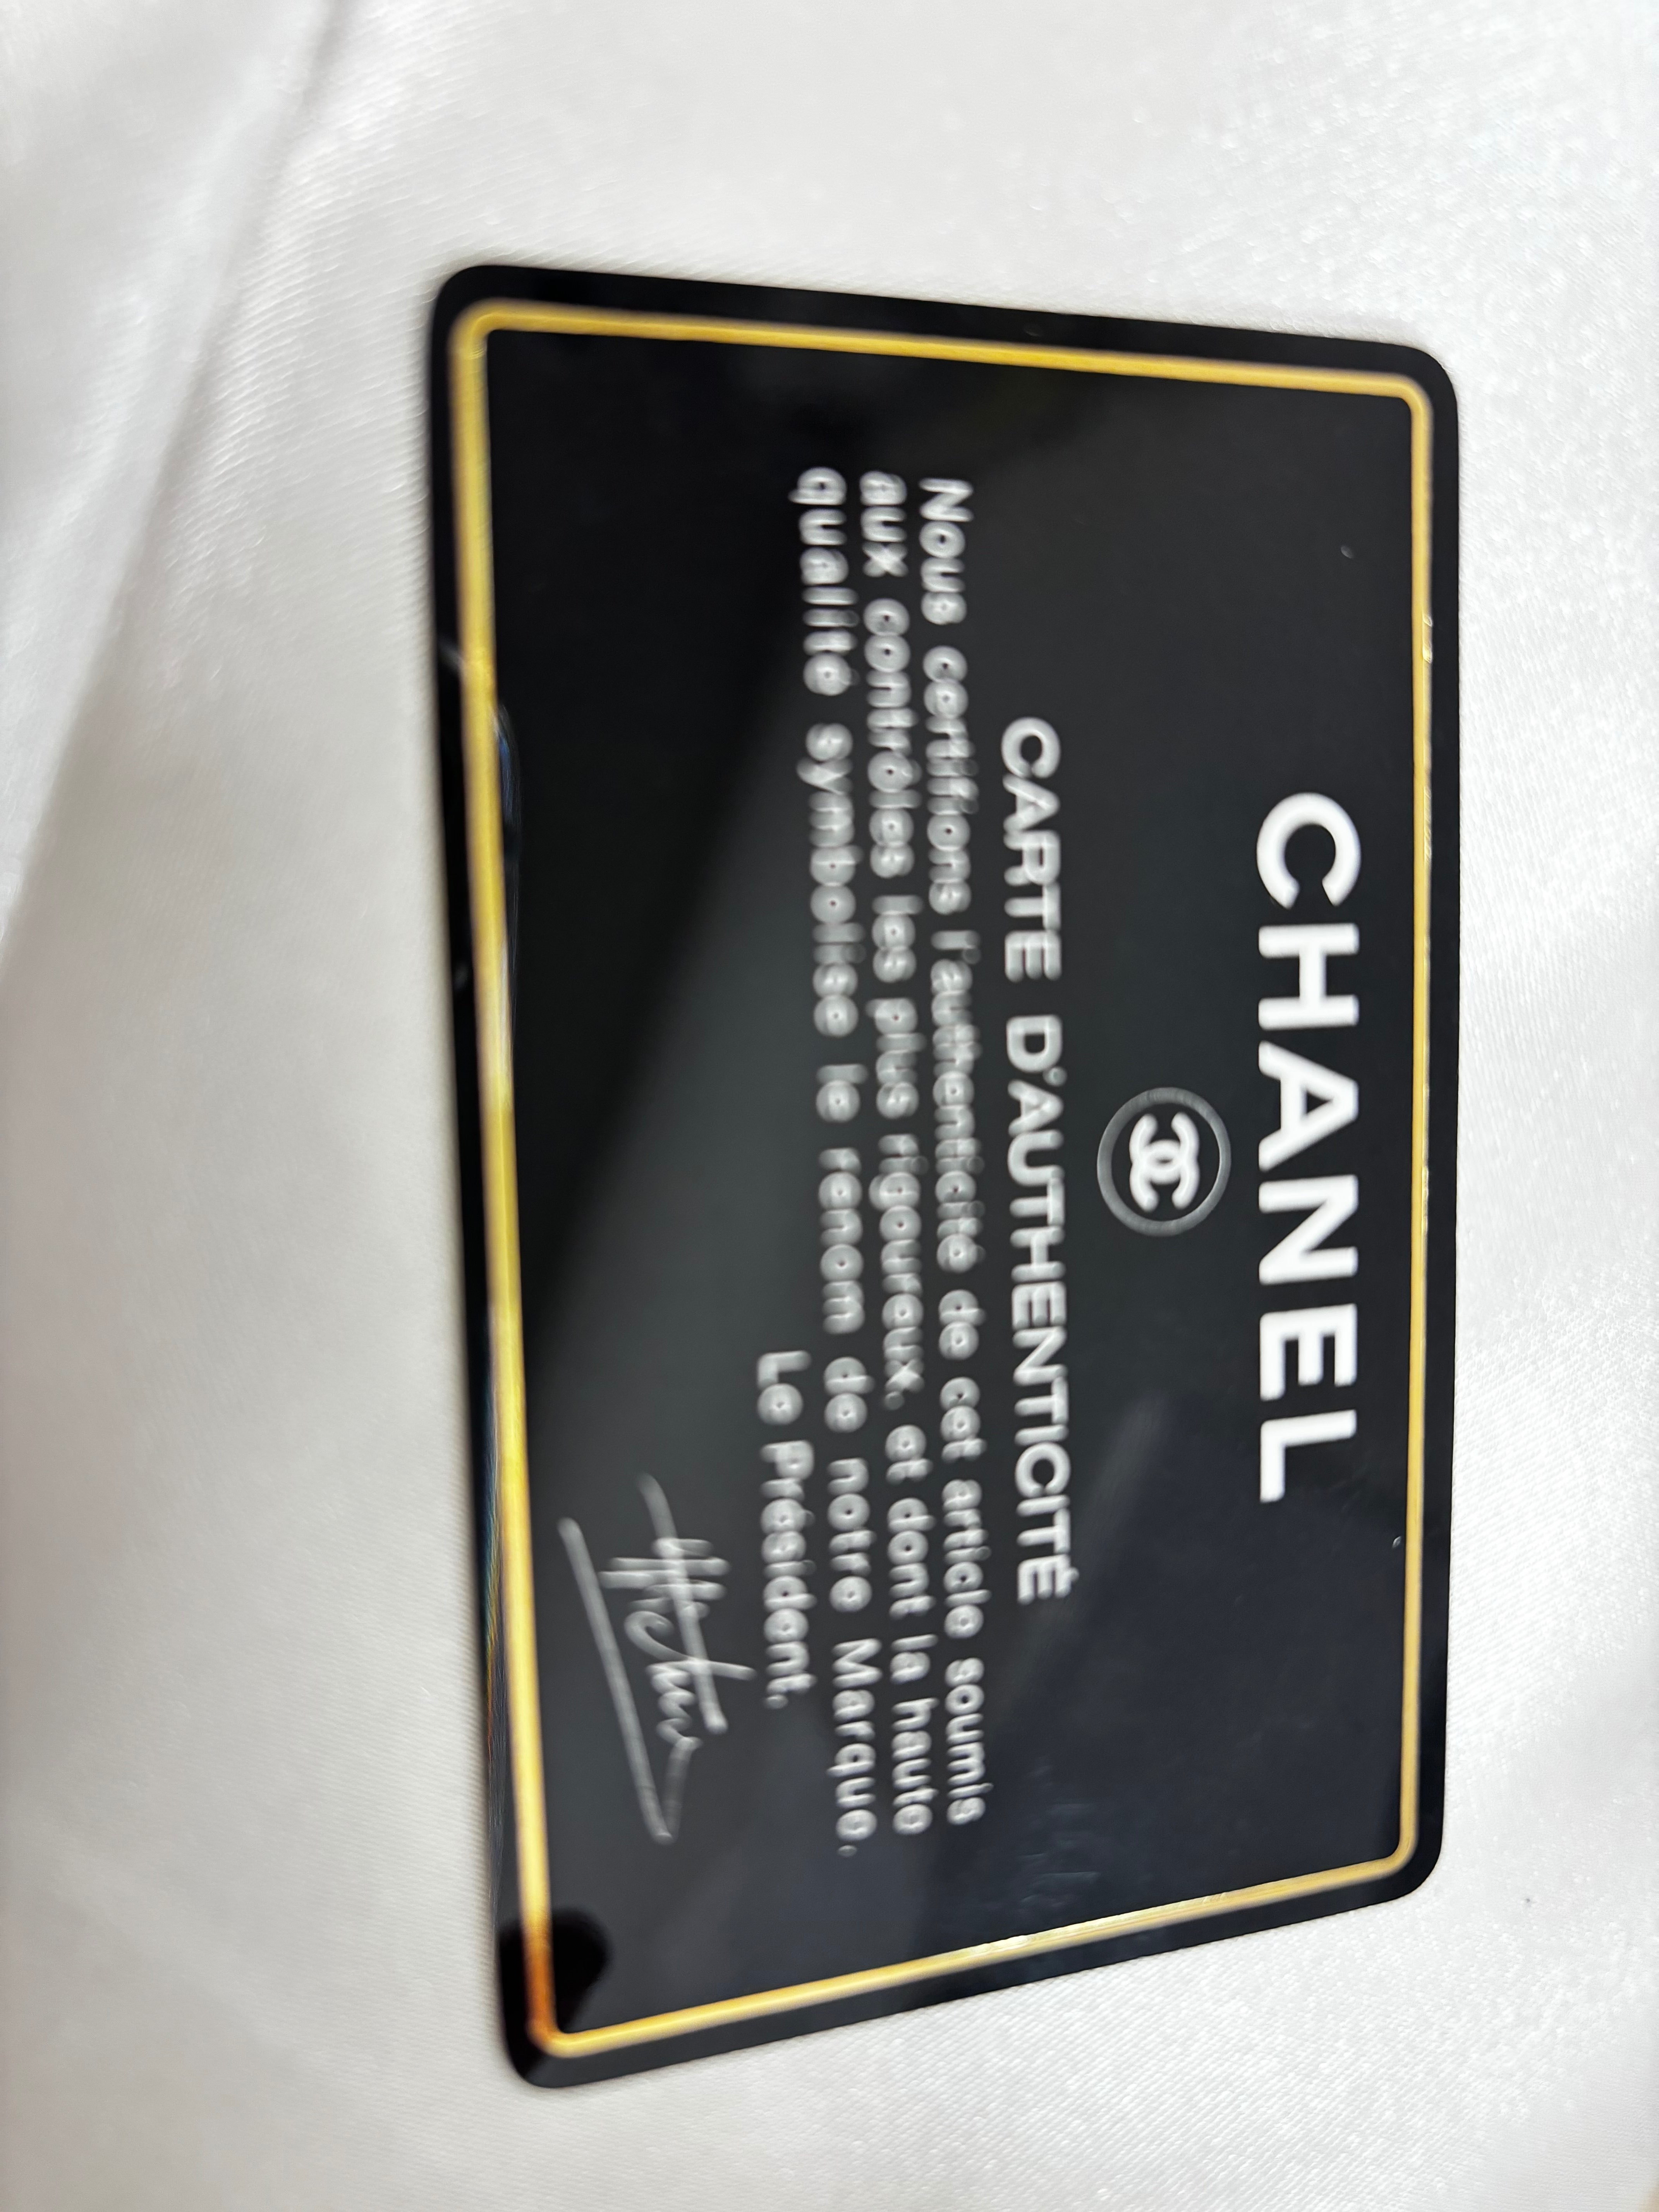 CHANEL
CARTE D'AUTHENTICITÉ
Nous certifions l'authenticité de cet article soumis
aux contrôles les plus rigoureux, et dont la haute
qualité symbolise le renom de notre Marque.
Le Président,